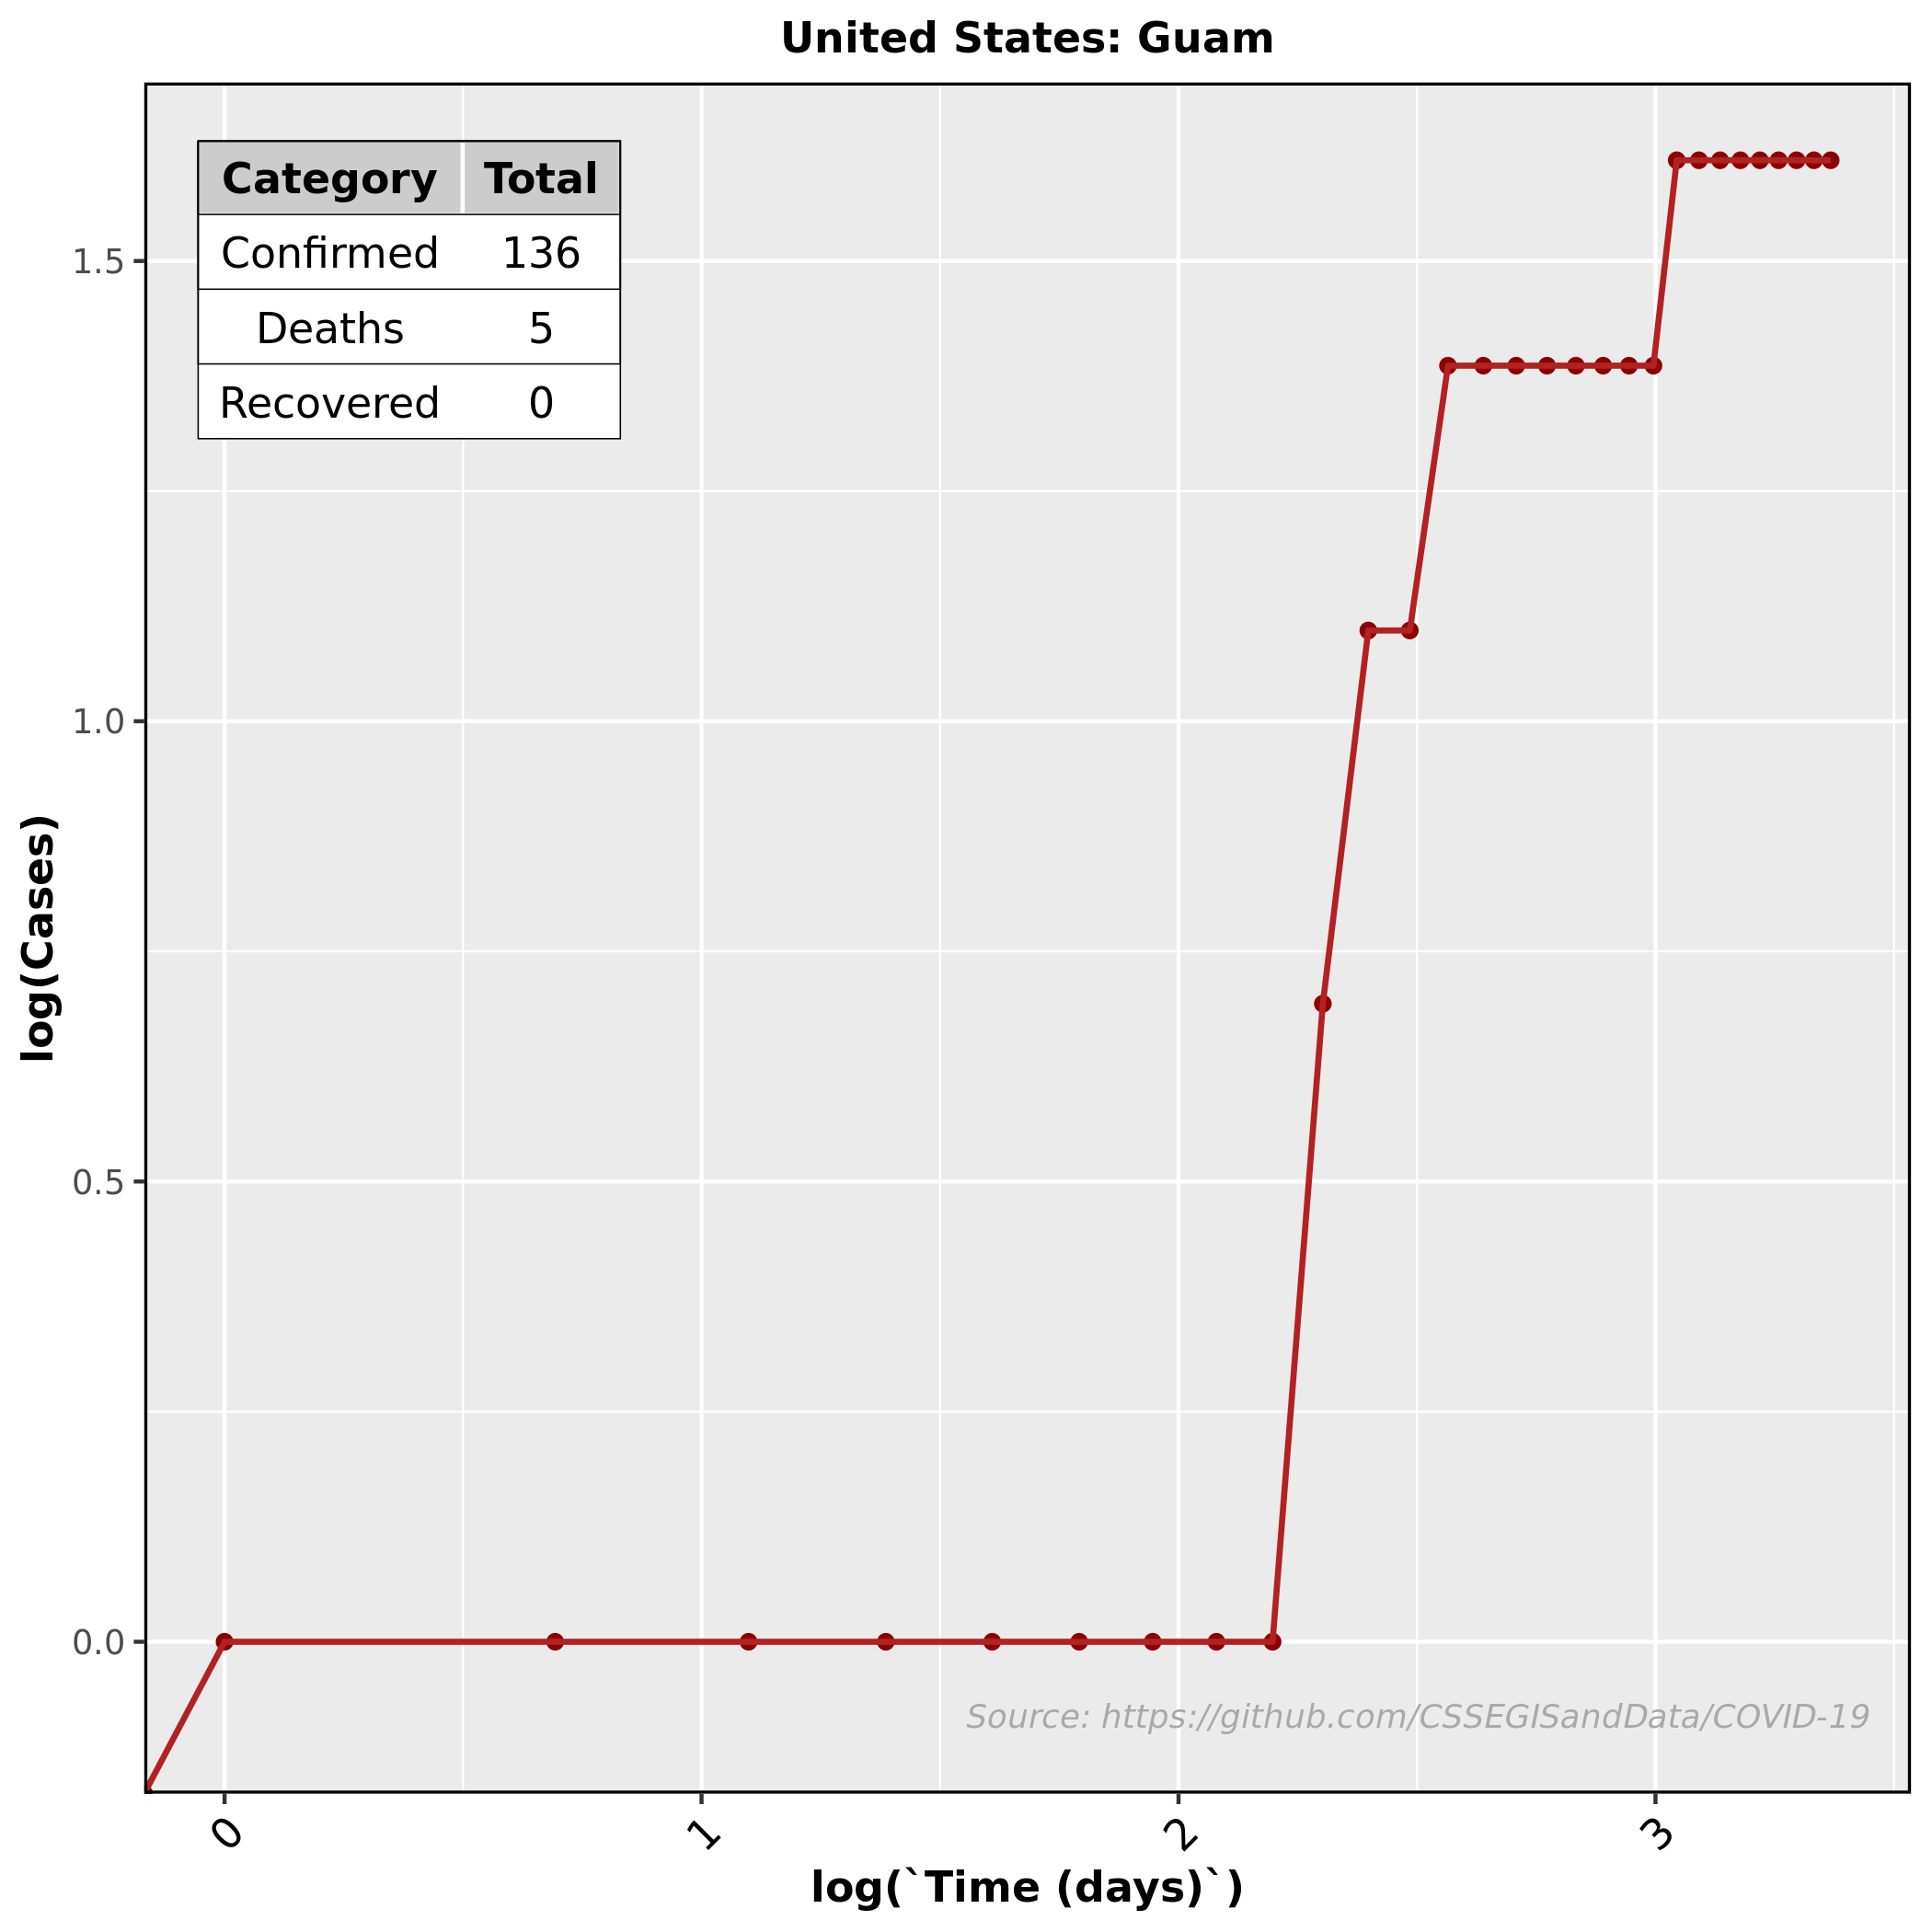 United States: Guam
Category Total
Confirmed 136
Deaths 5
Recovered 0
1.5
1.0
0.5
0.0
log(Cases)
Source: https://github.com/CSSEGISandData/COVID-19
0 1 2 3
log(`Time (days)`)